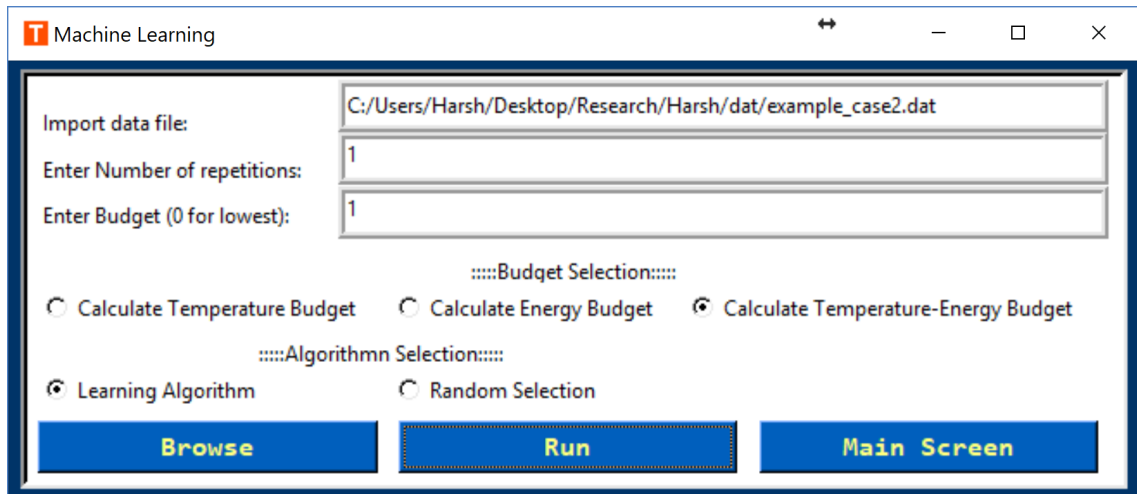 T Machine Learning
Import data file: C:/Users/Harsh/Desktop/Research/Harsh/dat/example_case2.dat
Enter Number of repetitions: 1
Enter Budget (0 for lowest): 1
:::::Budget Selection:::::
Calculate Temperature Budget Calculate Energy Budget Calculate Temperature-Energy Budget
:::::Algorithmn Selection:::::
Learning Algorithm Random Selection
Browse Run Main Screen